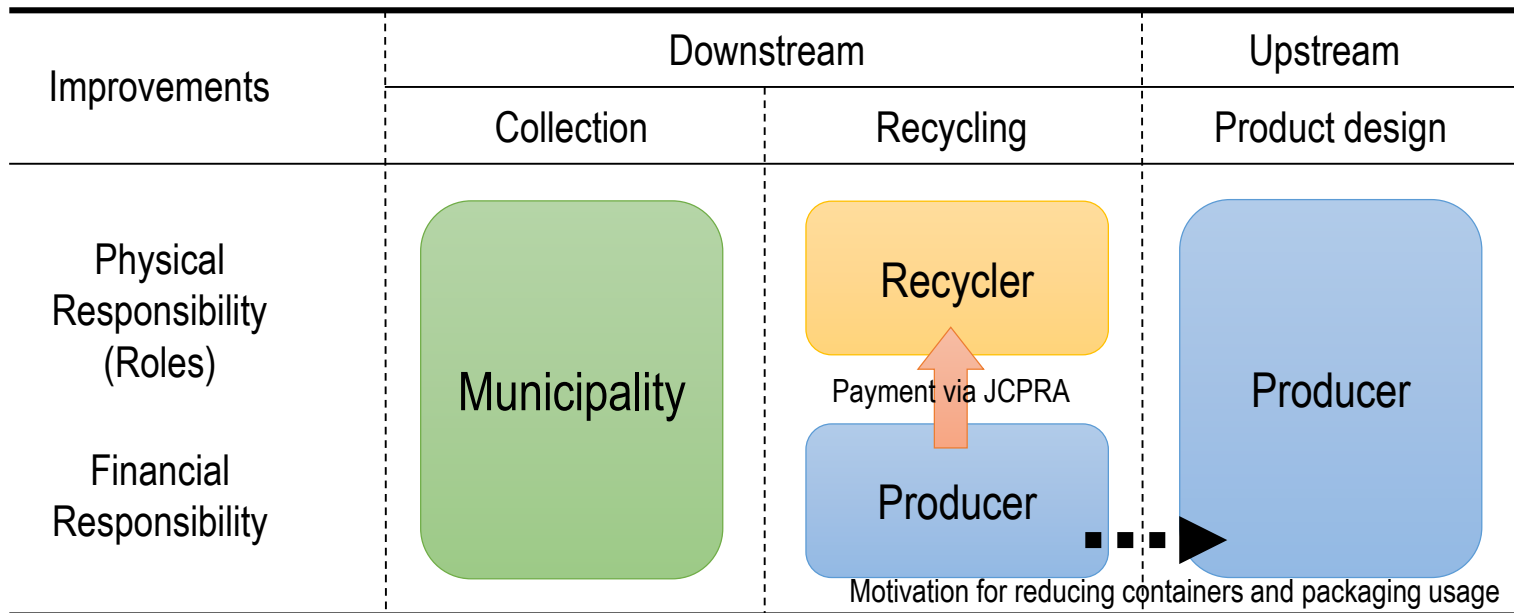 Improvements
Downstream
Upstream
Collection
Recycling
Product design
Physical
Responsibility
(Roles)
Financial
Responsibility
Municipality
Recycler
Payment via JCPRA
Producer
Producer
Motivation for reducing containers and packaging usage